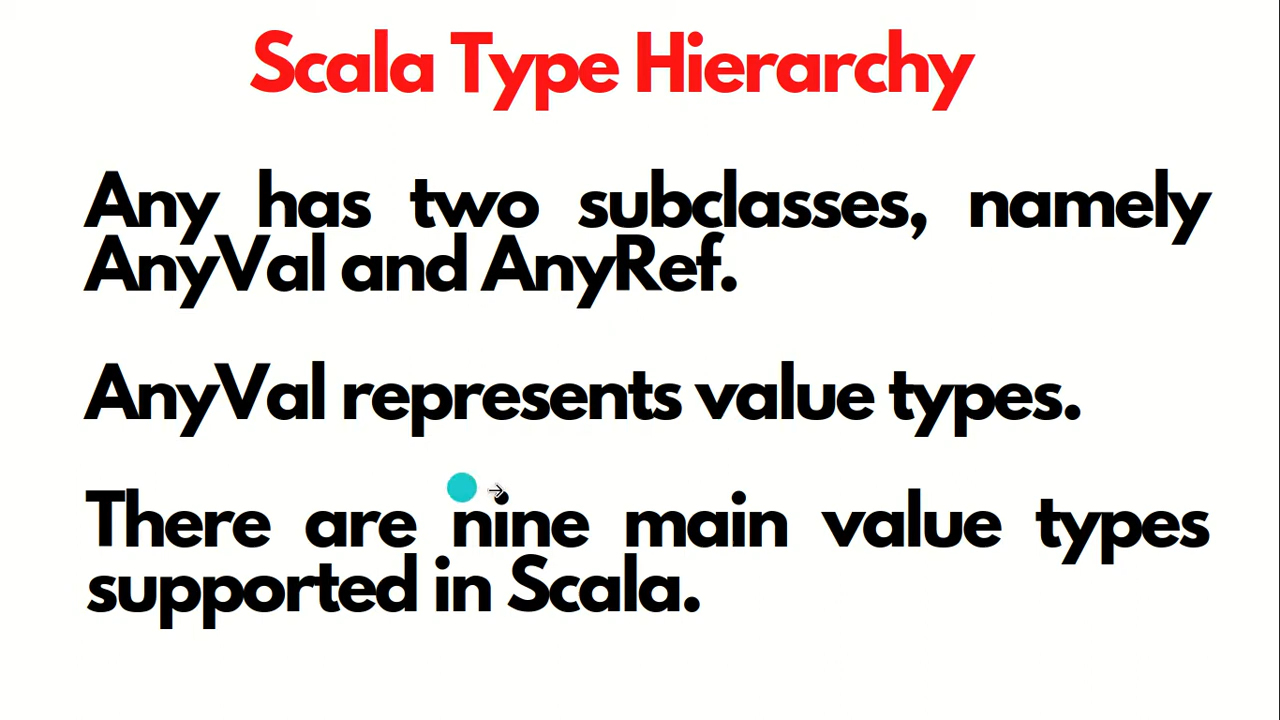 Scala Type Hierarchy
Any has two subclasses, namely
AnyVal and AnyRef.
AnyVal represents value types.
There are nine main value types
supported in Scala.